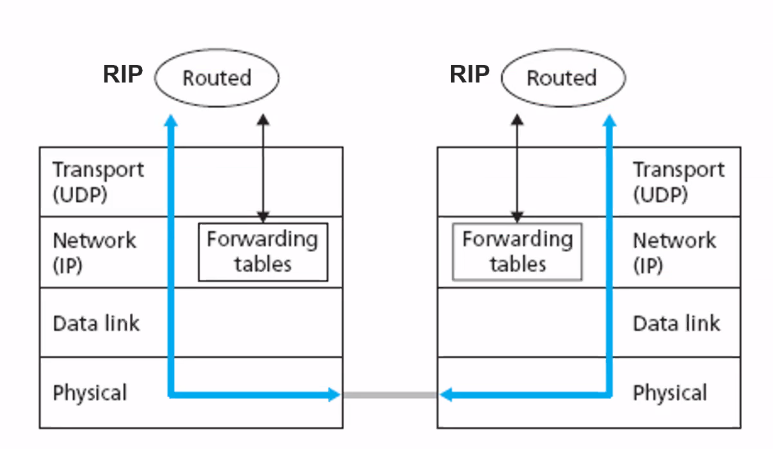 RIP
Routed
RIP
Routed
Transport
(UDP)
Network
(IP)
Forwarding
tables
Data link
Physical
Transport
(UDP)
Forwarding
tables
Network
(IP)
Data link
Physical